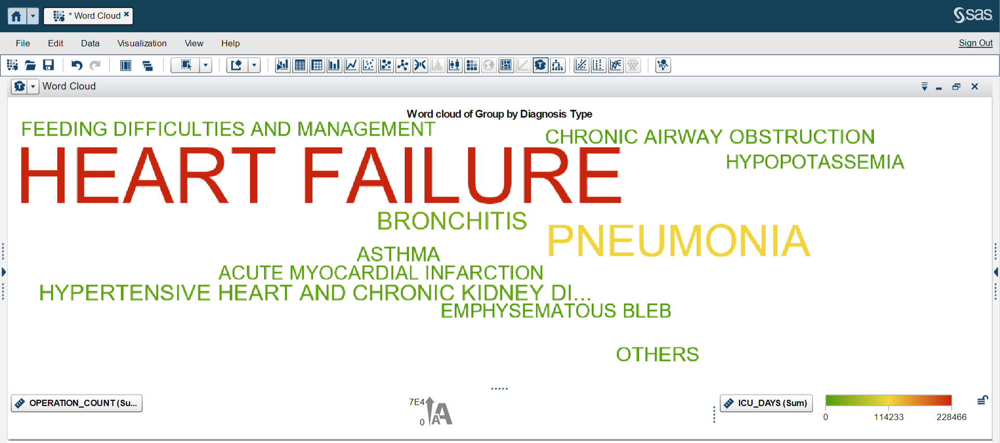 * Word Cloud
sas
File Edit Data Visualization View Help
Sign Out
Word Cloud
Word cloud of Group by Diagnosis Type
FEEDING DIFFICULTIES AND MANAGEMENT
CHRONIC AIRWAY OBSTRUCTION
HEART FAILURE
HYPOPOTASSEMIA
BRONCHITIS
PNEUMONIA
ASTHMA
ACUTE MYOCARDIAL INFARCTION
HYPERTENSIVE HEART AND CHRONIC KIDNEY DI...
EMPHYSEMATOUS BLEB
OTHERS
OPERATION_COUNT (Su...
7E4
0
A A
ICU_DAYS (Sum)
0 114233 228466